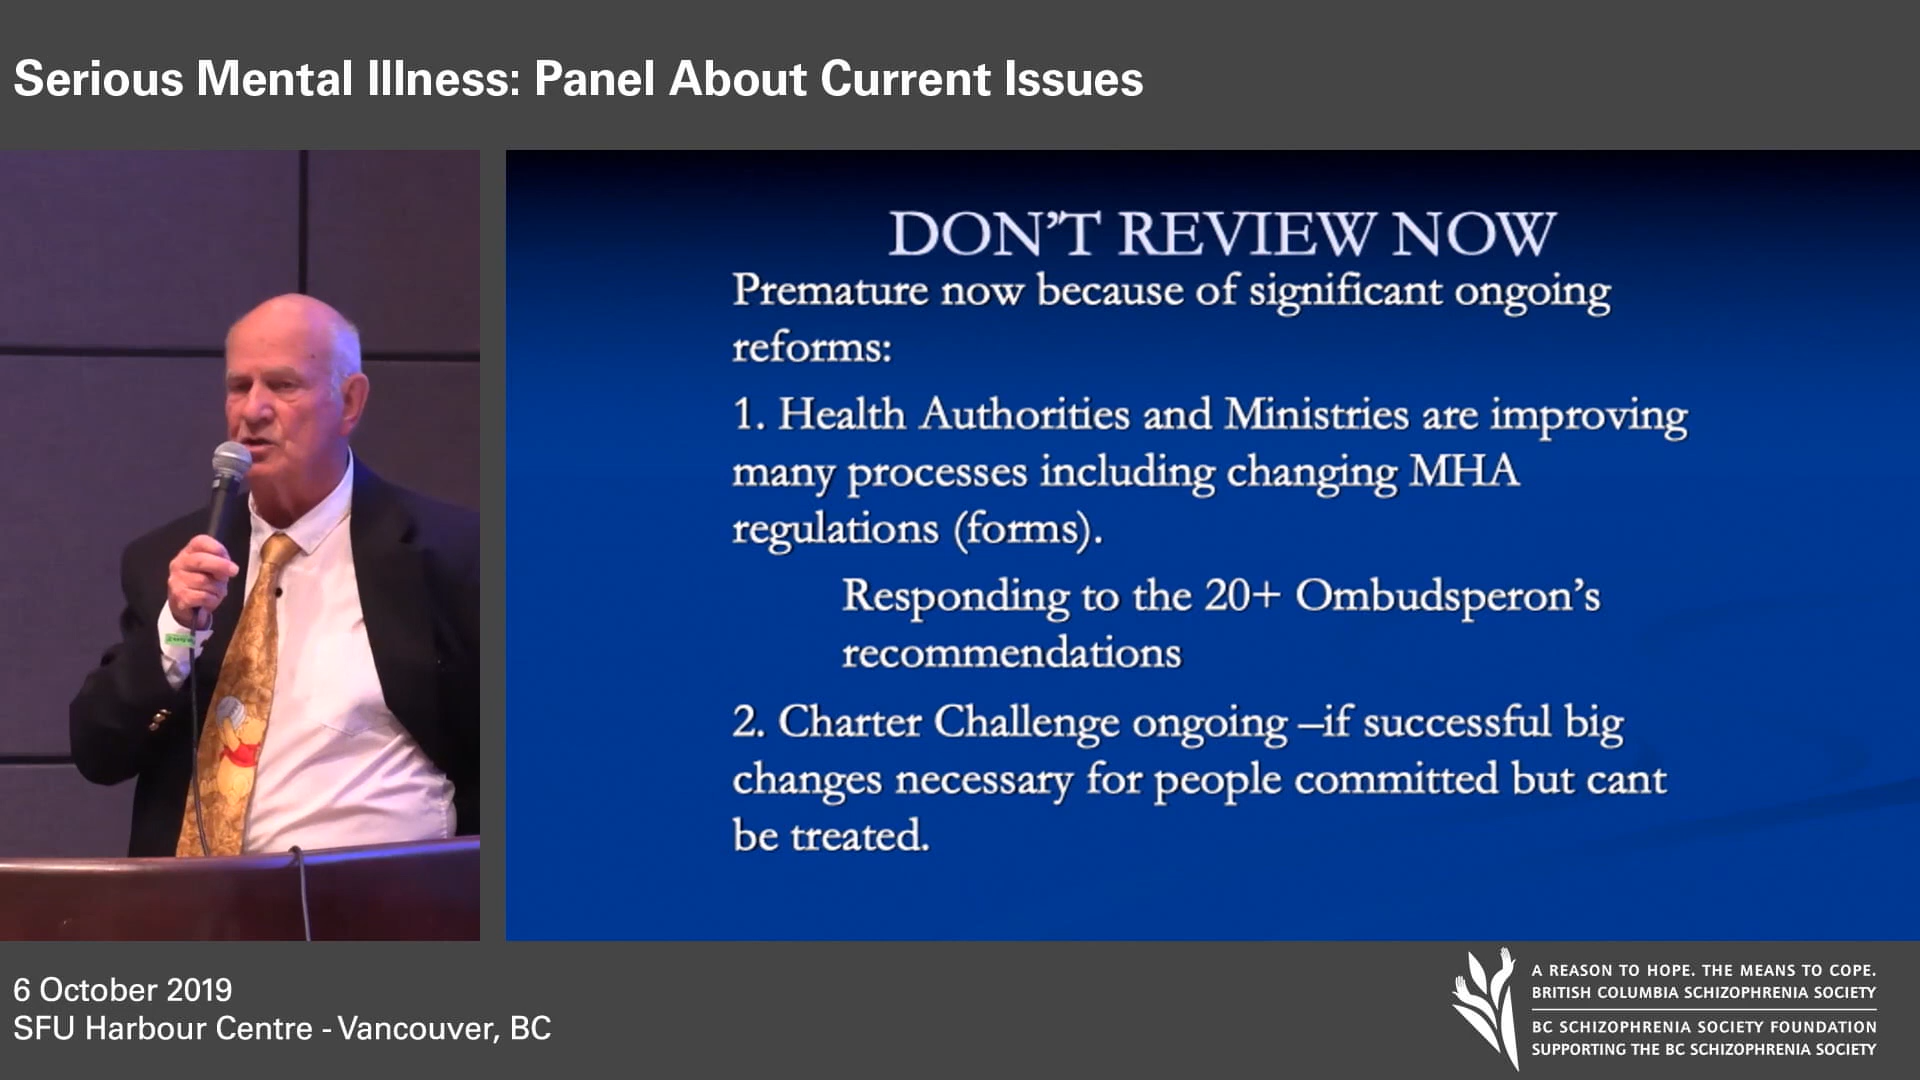 Serious Mental Illness: Panel About Current Issues
DON'T REVIEW NOW
Premature now because of significant ongoing
reforms:
1. Health Authorities and Ministries are improving
many processes including changing MHA
regulations (forms).
Responding to the 20+ Ombudsperon's
recommendations
2. Charter Challenge ongoing –if successful big
changes necessary for people committed but cant
be treated.
6 October 2019
SFU Harbour Centre - Vancouver, BC
A REASON TO HOPE. THE MEANS TO COPE.
BRITISH COLUMBIA SCHIZOPHRENIA SOCIETY
BC SCHIZOPHRENIA SOCIETY FOUNDATION
SUPPORTING THE BC SCHIZOPHRENIA SOCIETY